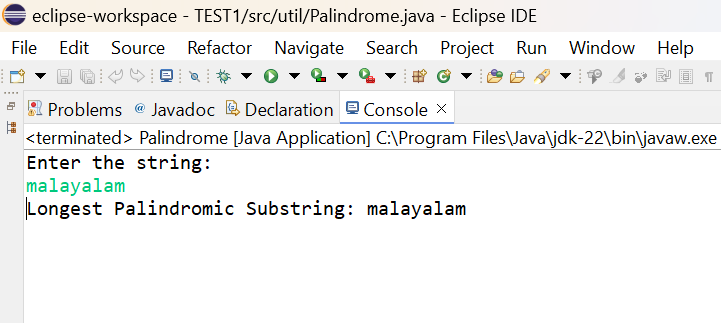 eclipse-workspace - TEST1/src/util/Palindrome.java - Eclipse IDE
File Edit Source Refactor Navigate Search Project Run Window Help
Problems @ Javadoc Declaration Console ×
<terminated> Palindrome [Java Application] C:\Program Files\Java\jdk-22\bin\javaw.exe
Enter the string:
malayalam
Longest Palindromic Substring: malayalam